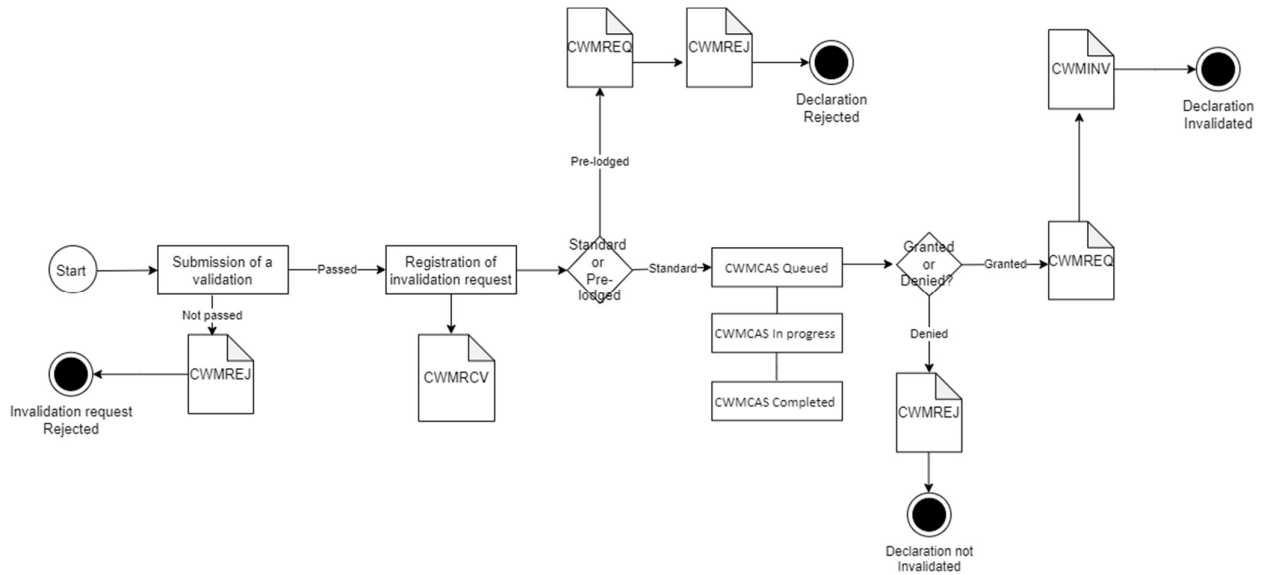 CWMREQ
CWMREJ
Declaration
Rejected
CWMINV
Declaration
Invalidated
Pre-lodged
Start
Submission of a
validation
Passed
Registration of
invalidation request
Standard
or
Pre-
lodged
Standard
CWMCAS Queued
Granted
or
Denied?
Granted
CWMREQ
Not passed
CWMREJ
Invalidation request
Rejected
CWMRCV
CWMCAS In progress
CWMCAS Completed
Denied
CWMREJ
Declaration not
Invalidated